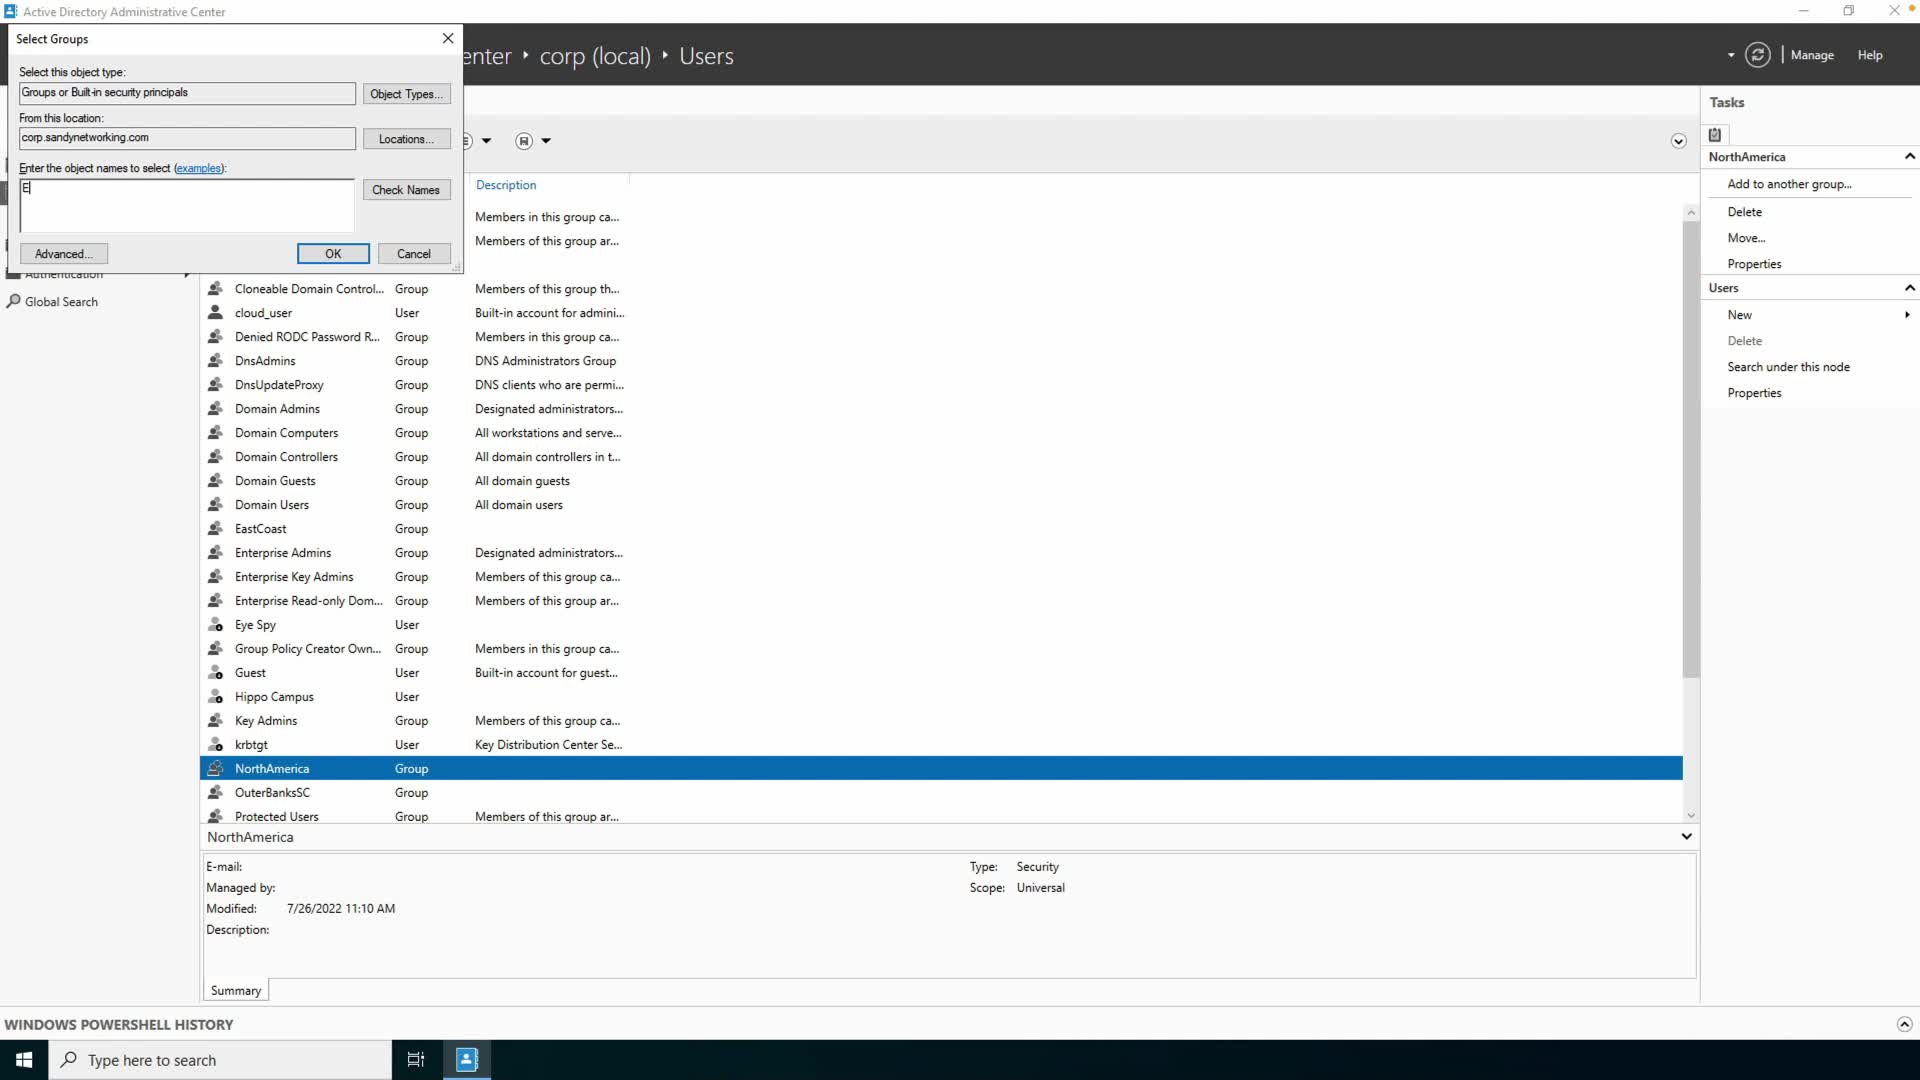 Active Directory Administrative Center
Select Groups
enter • corp (local) • Users
Manage
Help
Select this object type:
Groups or Built-in security principals
Object Types...
From this location:
corp.sandynetworking.com
Locations...
Enter the object names to select (examples):
E
Check Names
Advanced...
OK
Cancel
Authentication
Global Search
Description
Members in this group ca...
Members of this group ar...
Cloneable Domain Control... Group Members of this group th...
cloud_user User Built-in account for admini...
Denied RODC Password R... Group Members in this group ca...
DnsAdmins Group DNS Administrators Group
DnsUpdateProxy Group DNS clients who are permi...
Domain Admins Group Designated administrators...
Domain Computers Group All workstations and serve...
Domain Controllers Group All domain controllers in t...
Domain Guests Group All domain guests
Domain Users Group All domain users
EastCoast Group
Enterprise Admins Group Designated administrators...
Enterprise Key Admins Group Members of this group ca...
Enterprise Read-only Dom... Group Members of this group ar...
Eye Spy User
Group Policy Creator Own... Group Members in this group ca...
Guest User Built-in account for guest...
Hippo Campus User
Key Admins Group Members of this group ca...
krbtgt User Key Distribution Center Se...
NorthAmerica Group
OuterBanksSC Group
Protected Users Group Members of this group ar...
NorthAmerica
E-mail:
Managed by:
Modified: 7/26/2022 11:10 AM
Description:
Type: Security
Scope: Universal
Summary
Tasks
NorthAmerica
Add to another group...
Delete
Move...
Properties
Users
New
Delete
Search under this node
Properties
WINDOWS POWERSHELL HISTORY
Type here to search